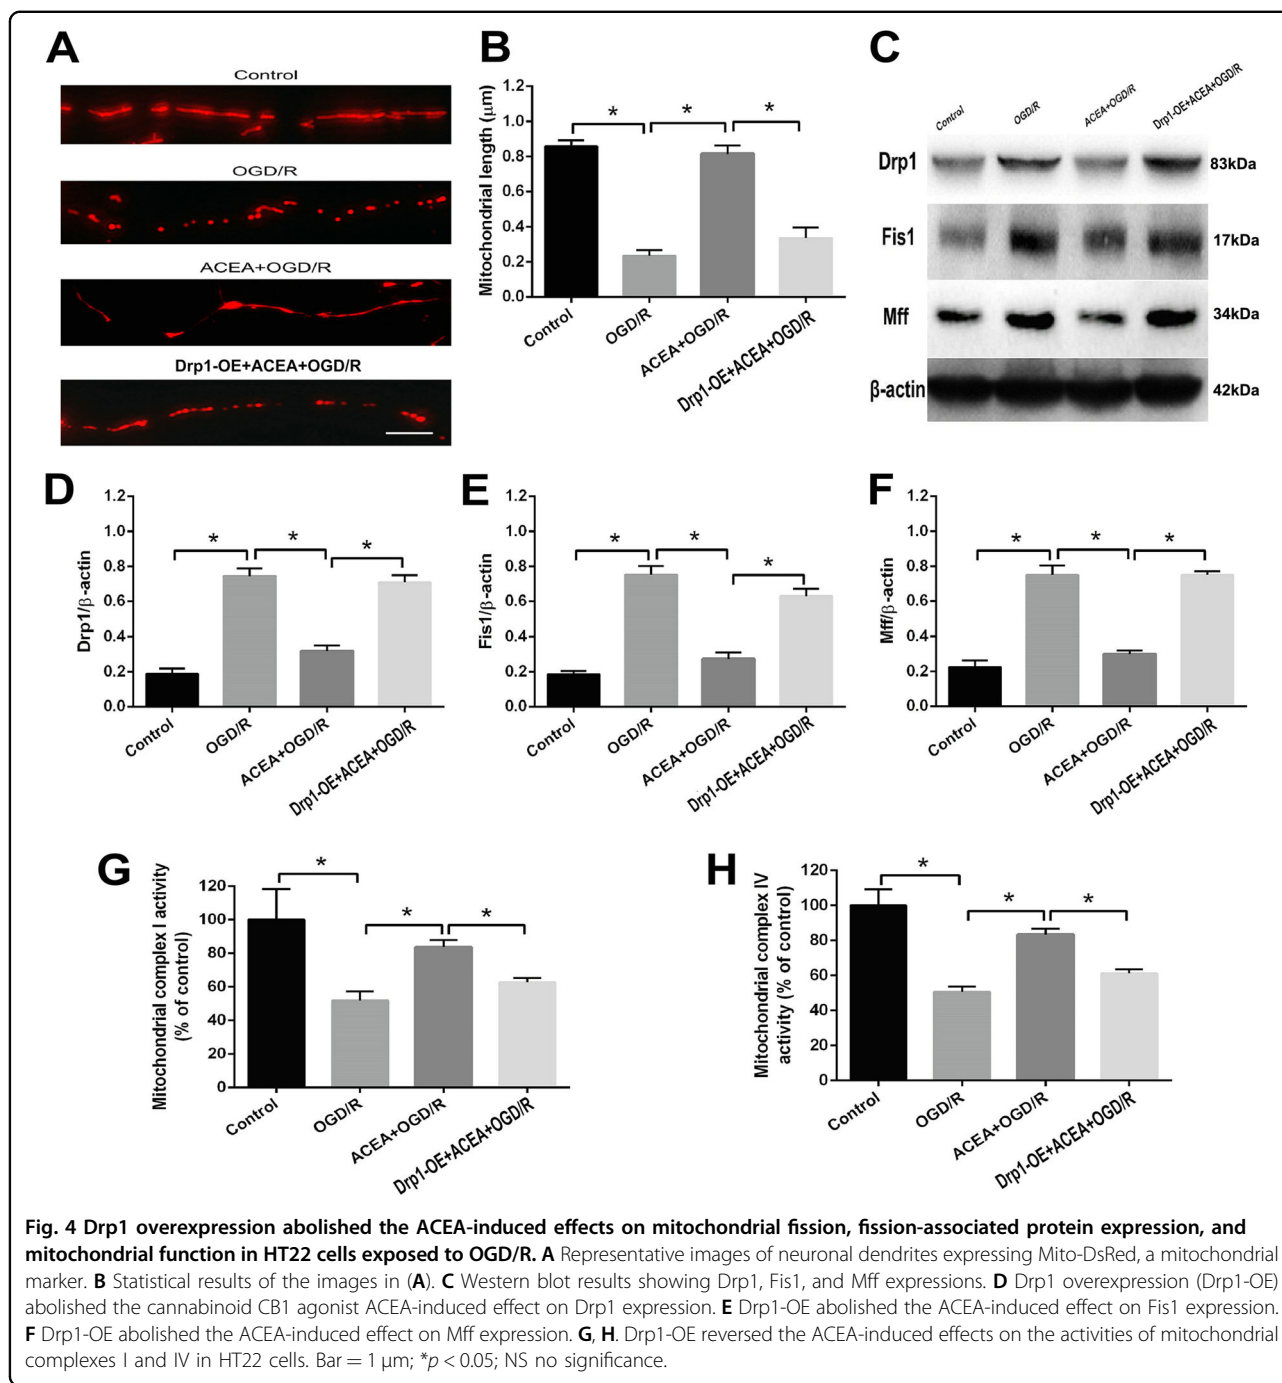 A
Control
OGD/R
ACEA+OGD/R
Drp1-OE+ACEA+OGD/R
B
Mitochondrial length (μm)
1.2
1.0
0.8
0.6
0.4
0.2
0.0
* * *
Control
OGD/R
ACEA+OGD/R
Drp1-OE+ACEA+OGD/R
C
Control OGD/R ACEA+OGD/R Drp1-OE+ACEA+OGD/R
Drp1 83kDa
Fis1 17kDa
Mff 34kDa
β-actin 42kDa
D
Drp1/β-actin
1.2
1.0
0.8
0.6
0.4
0.2
0.0
* * *
Control
OGD/R
ACEA+OGD/R
Drp1-OE+ACEA+OGD/R
E
Fis1/β-actin
1.2
1.0
0.8
0.6
0.4
0.2
0.0
* * *
Control
OGD/R
ACEA+OGD/R
Drp1-OE+ACEA+OGD/R
F
Mff/β-actin
1.2
1.0
0.8
0.6
0.4
0.2
0.0
* * *
Control
OGD/R
ACEA+OGD/R
Drp1-OE+ACEA+OGD/R
G
Mitochondrial complex I activity
(% of control)
120
100
80
60
40
20
0
* * *
Control
OGD/R
ACEA+OGD/R
Drp1-OE+ACEA+OGD/R
H
Mitochondrial complex IV
activity (% of control)
120
100
80
60
40
20
0
* * *
Control
OGD/R
ACEA+OGD/R
Drp1-OE+ACEA+OGD/R
Fig. 4 Drp1 overexpression abolished the ACEA-induced effects on mitochondrial fission, fission-associated protein expression, and
mitochondrial function in HT22 cells exposed to OGD/R. A Representative images of neuronal dendrites expressing Mito-DsRed, a mitochondrial
marker. B Statistical results of the images in (A). C Western blot results showing Drp1, Fis1, and Mff expressions. D Drp1 overexpression (Drp1-OE)
abolished the cannabinoid CB1 agonist ACEA-induced effect on Drp1 expression. E Drp1-OE abolished the ACEA-induced effect on Fis1 expression.
F Drp1-OE abolished the ACEA-induced effect on Mff expression. G, H. Drp1-OE reversed the ACEA-induced effects on the activities of mitochondrial
complexes I and IV in HT22 cells. Bar = 1 μm; *p < 0.05; NS no significance.